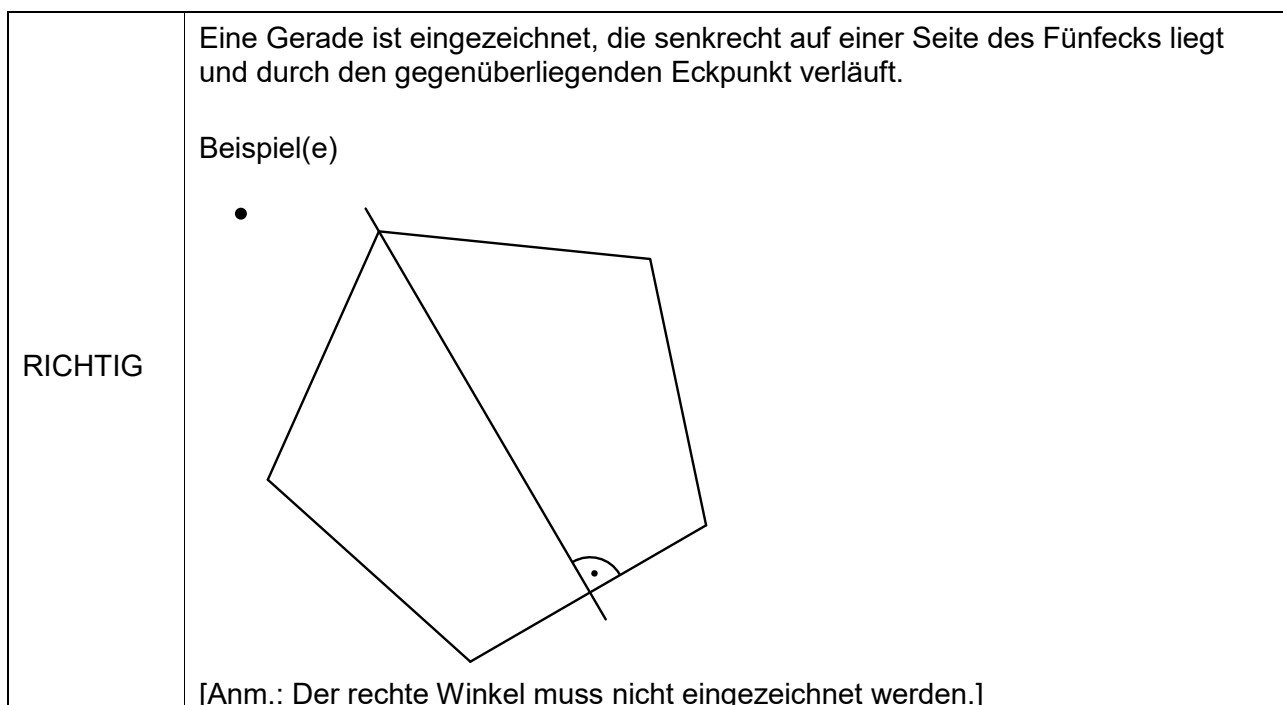 Eine Gerade ist eingezeichnet, die senkrecht auf einer Seite des Fünfecks liegt
und durch den gegenüberliegenden Eckpunkt verläuft.
Beispiel(e)
•
RICHTIG
[Anm.: Der rechte Winkel muss nicht eingezeichnet werden.]